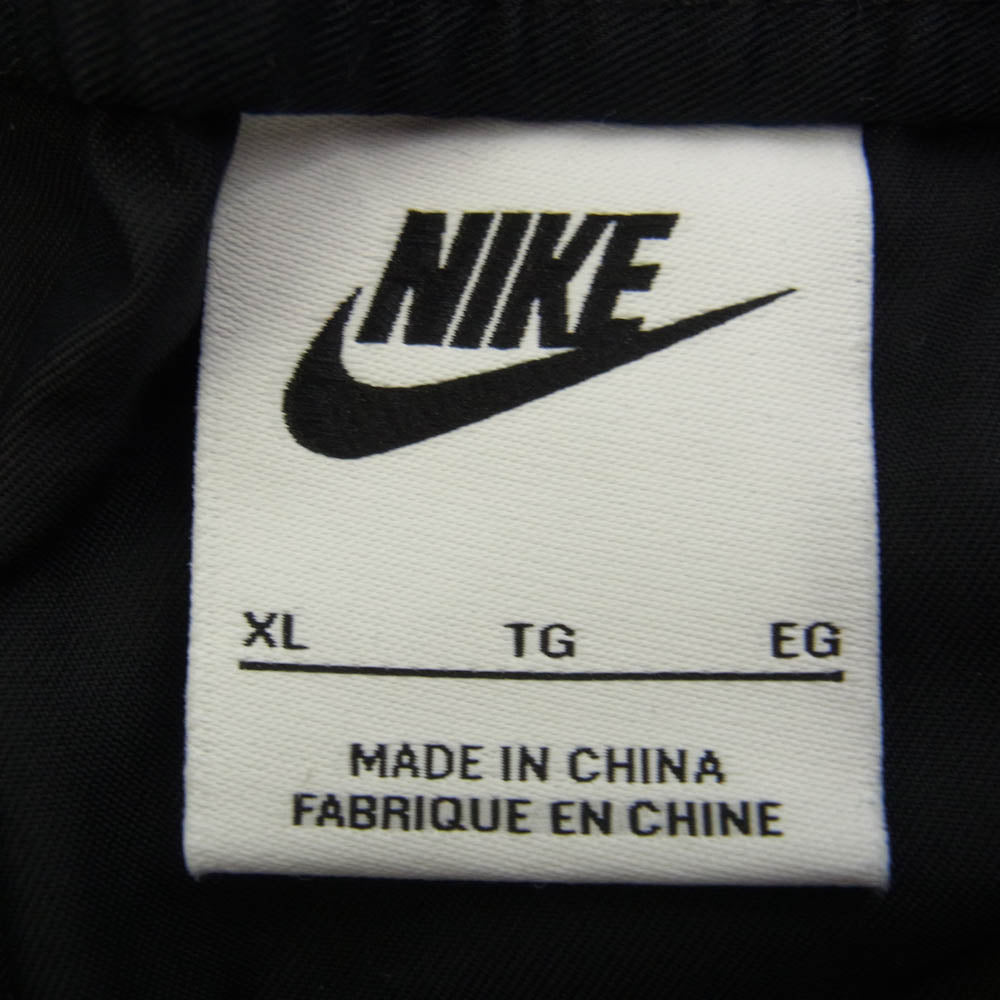 NIKE
XL TG EG
MADE IN CHINA
FABRIQUE EN CHINE